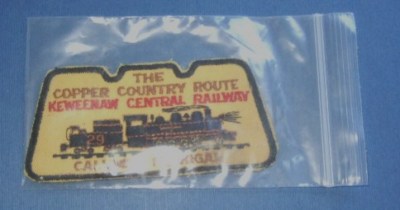 THE
COPPER COUNTRY ROUTE
KEWEENAW CENTRAL RAILWAY
29